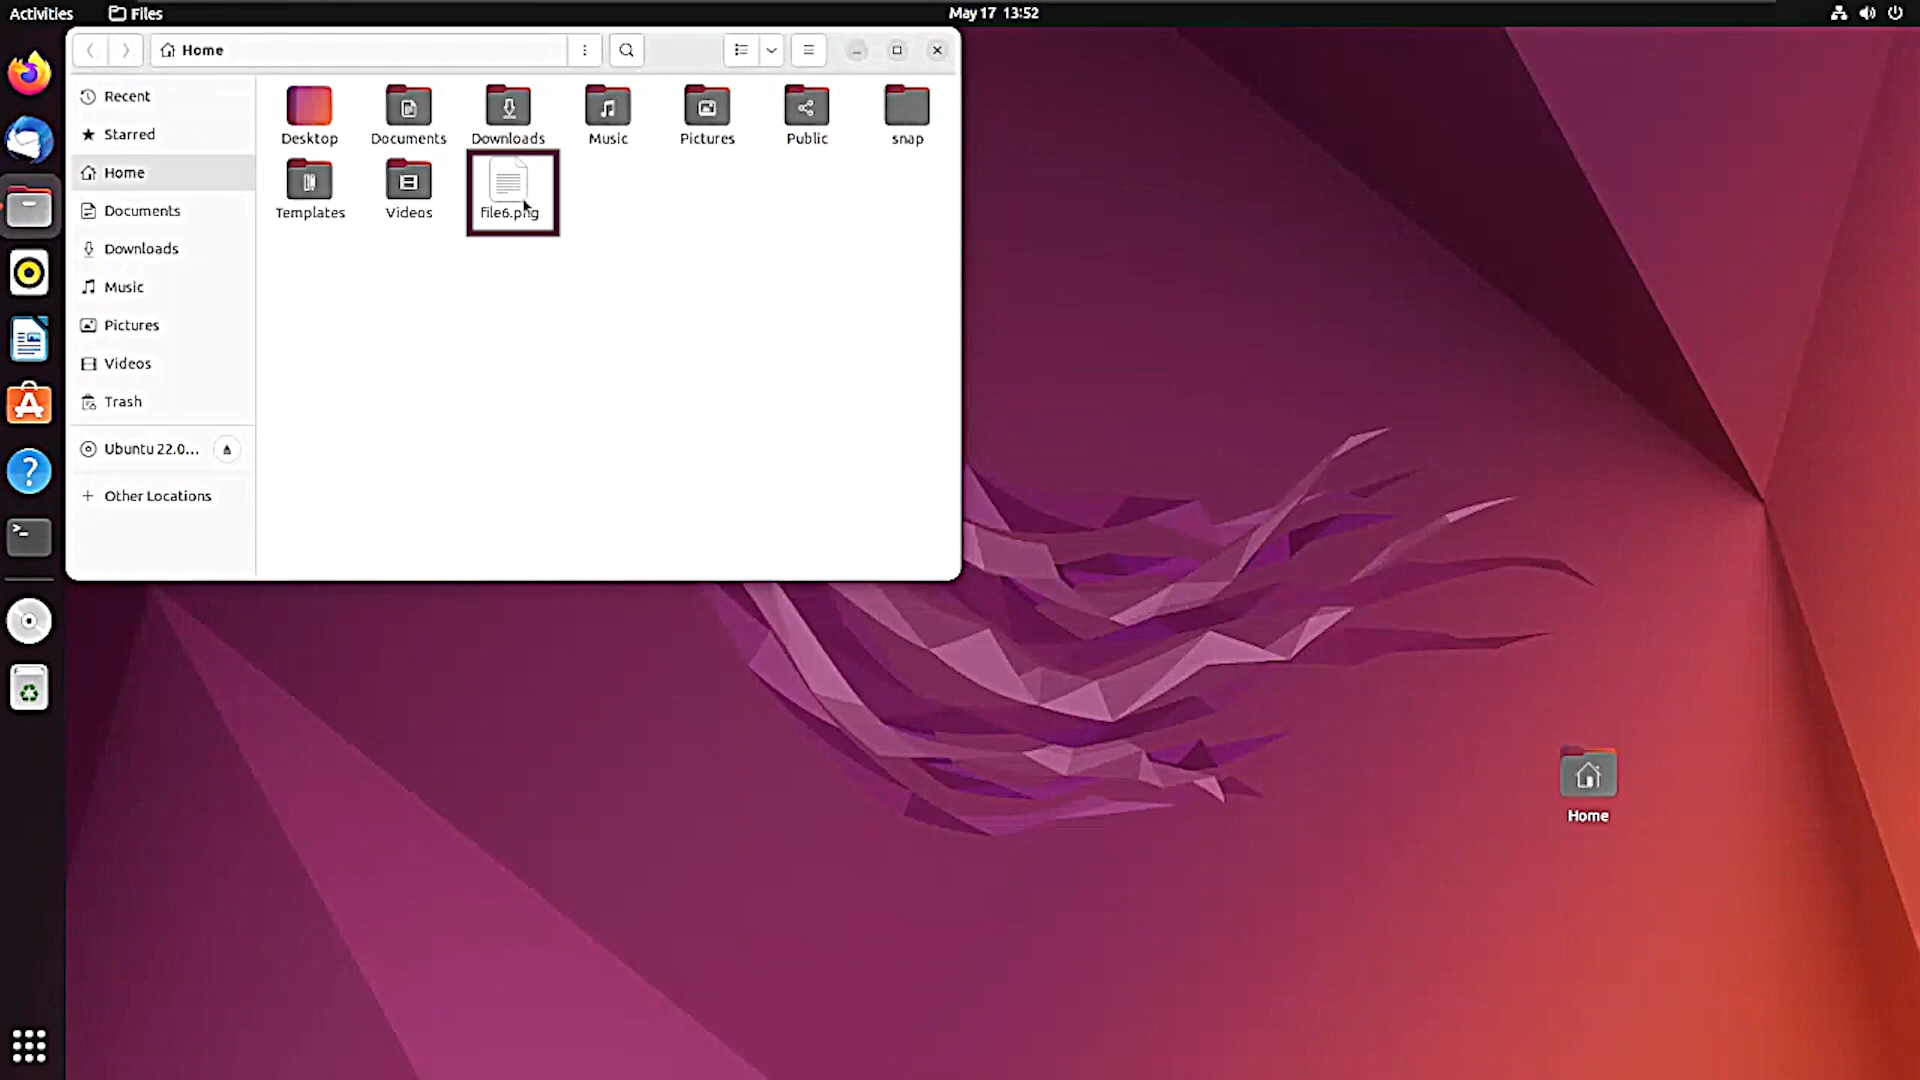 Activities Files May 17 13:52
Home
Recent
Starred
Home
Documents
Downloads
Music
Pictures
Videos
Trash
Ubuntu 22.0...
Other Locations
Desktop Documents Downloads Music Pictures Public snap
Templates Videos file6.png
Home